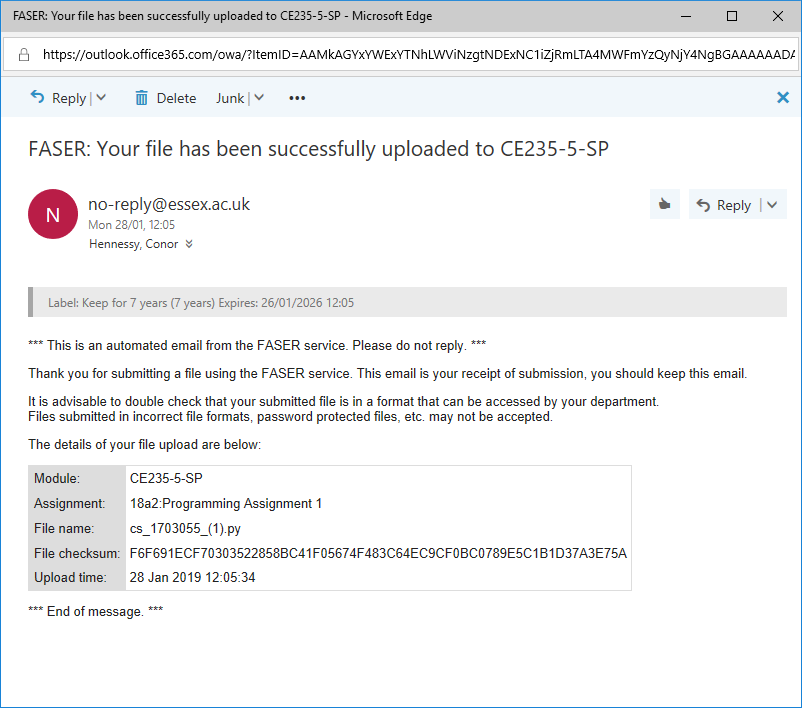 FASER: Your file has been successfully uploaded to CE235-5-SP - Microsoft Edge
https://outlook.office365.com/owa/?ItemID=AAMkAGYxYWExYTNhLWViNzgtNDExNC1iZjRmLTA4MWFmYzQyNjY4NgBGAAAAAADA
Reply Delete Junk
FASER: Your file has been successfully uploaded to CE235-5-SP
N
no-reply@essex.ac.uk
Mon 28/01, 12:05
Hennessy, Conor
Reply
Label: Keep for 7 years (7 years) Expires: 26/01/2026 12:05
*** This is an automated email from the FASER service. Please do not reply. ***
Thank you for submitting a file using the FASER service. This email is your receipt of submission, you should keep this email.
It is advisable to double check that your submitted file is in a format that can be accessed by your department.
Files submitted in incorrect file formats, password protected files, etc. may not be accepted.
The details of your file upload are below:
Module: CE235-5-SP
Assignment: 18a2:Programming Assignment 1
File name: cs_1703055_(1).py
File checksum: F6F691ECF70303522858BC41F05674F483C64EC9CF0BC0789E5C1B1D37A3E75A
Upload time: 28 Jan 2019 12:05:34
*** End of message. ***